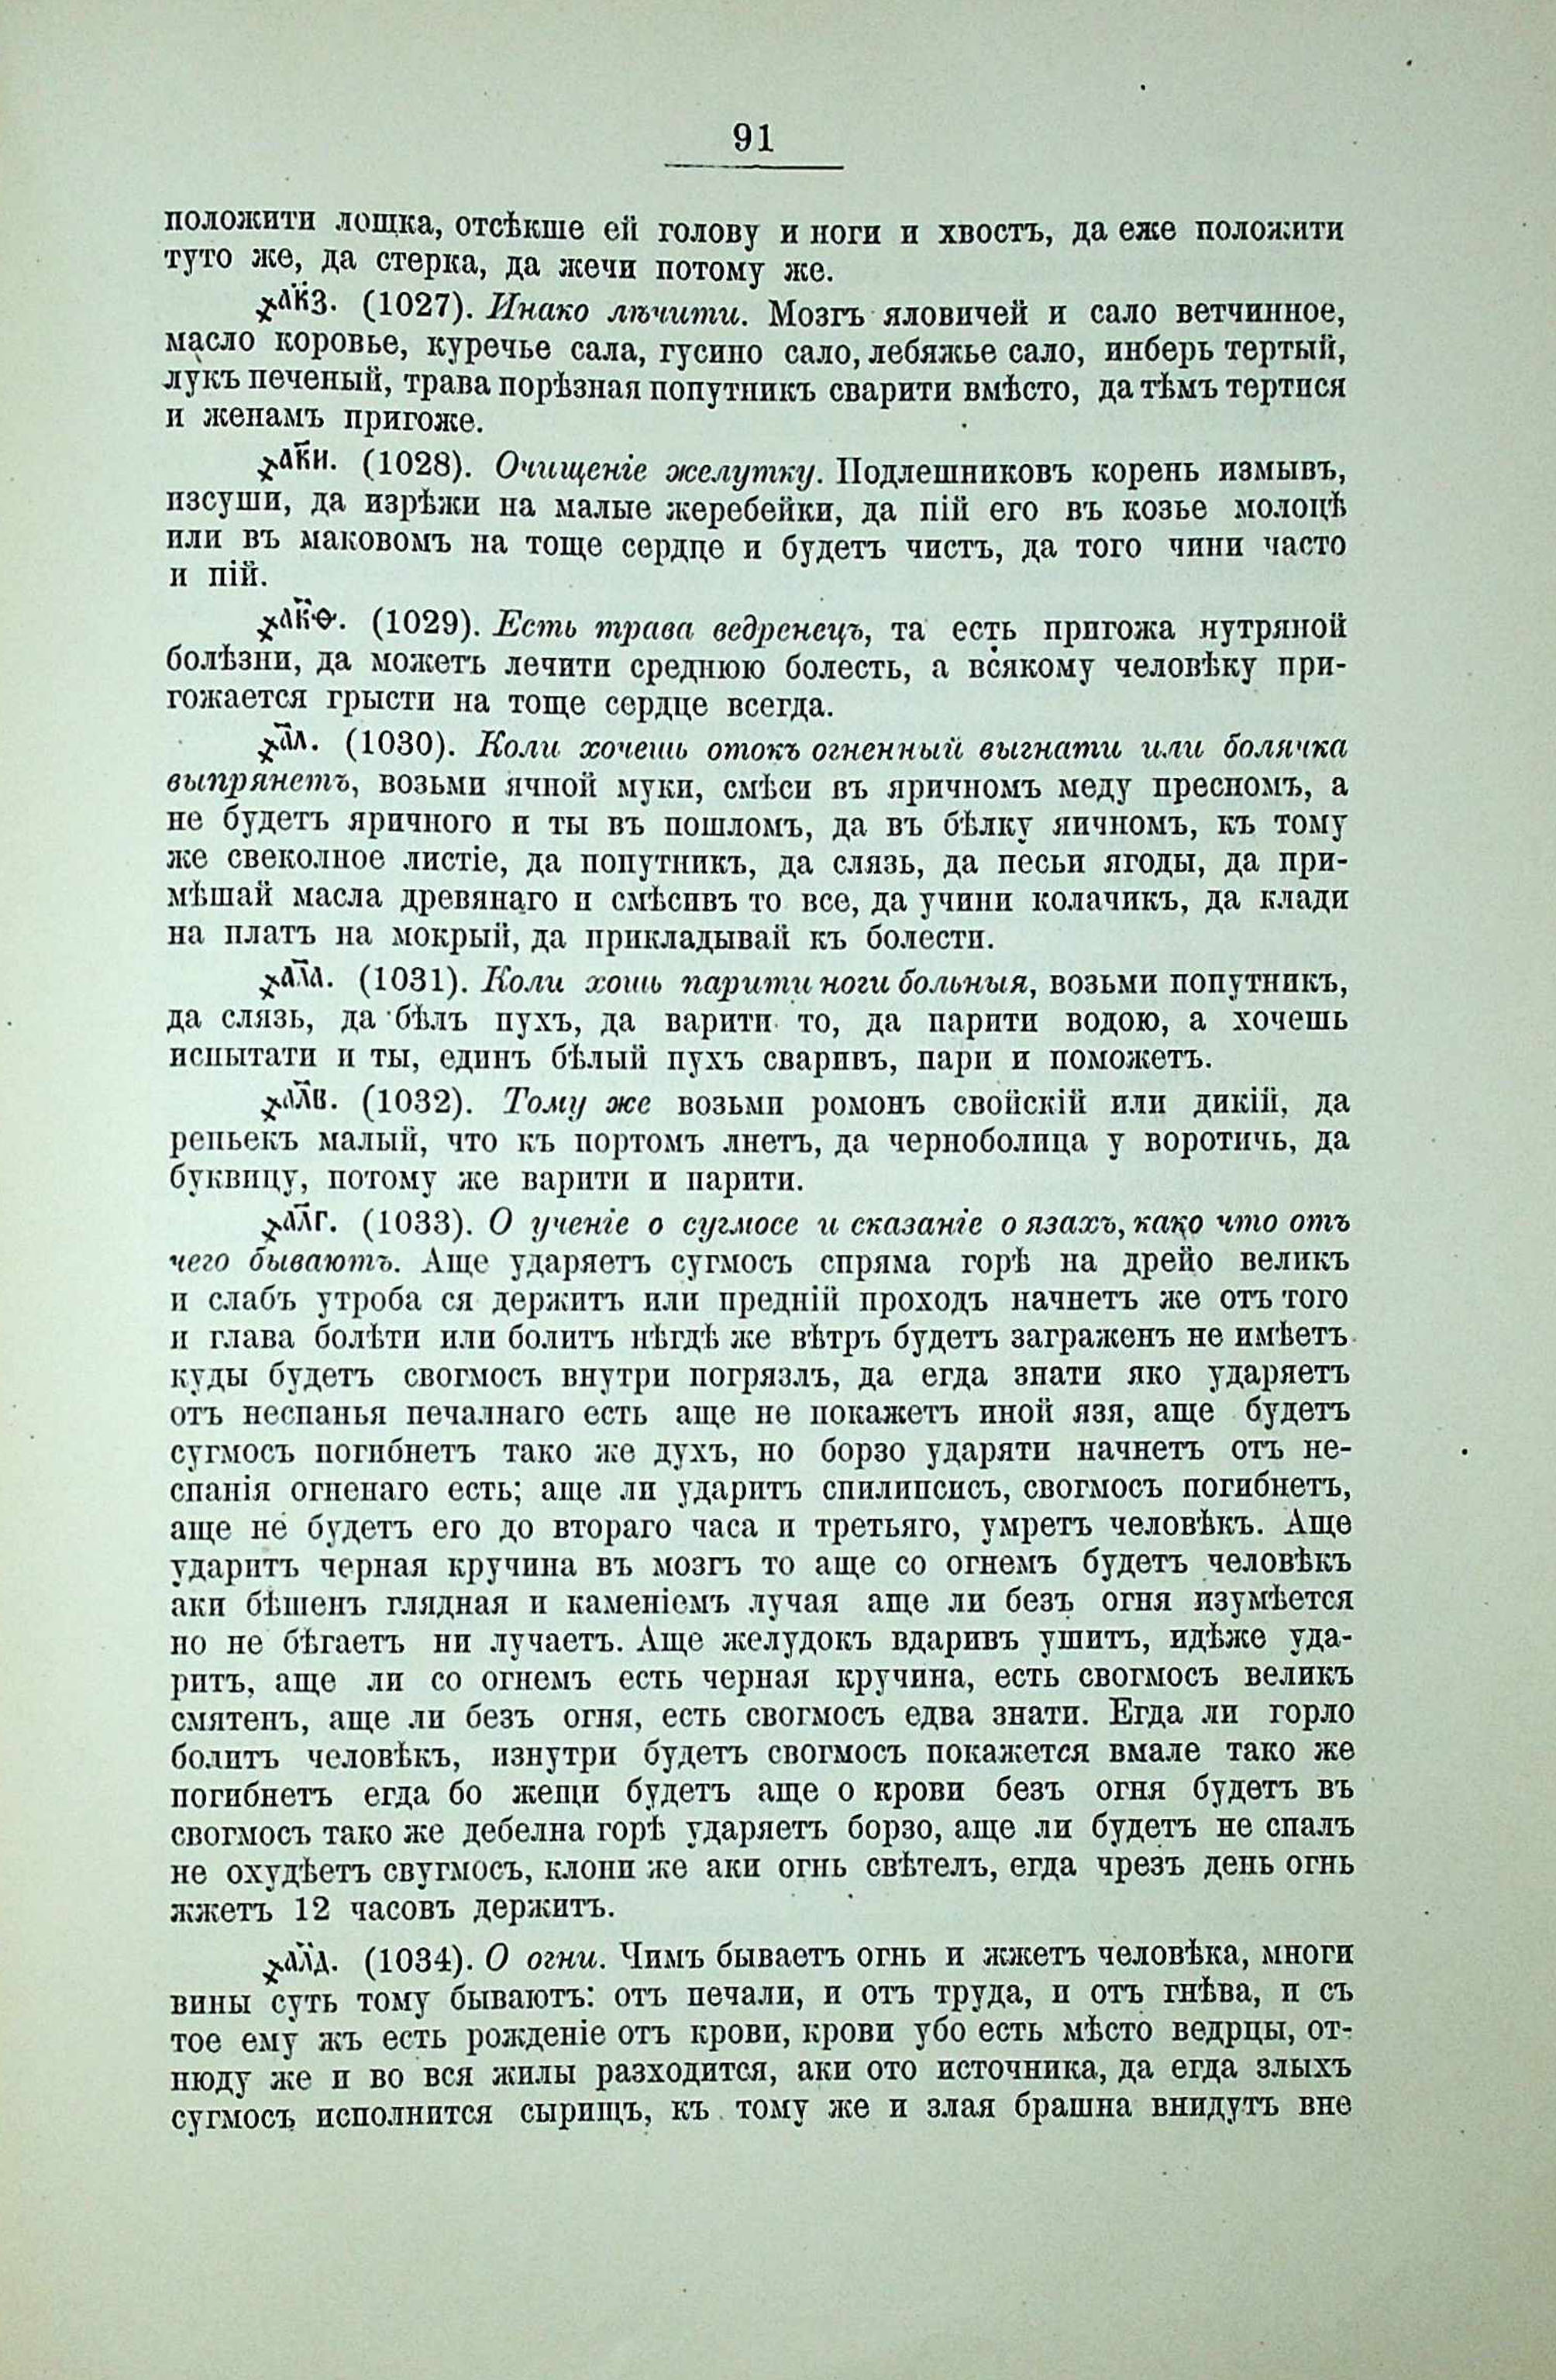 91
положити лощка, отсѣкше ей голову и ноги и хвостъ, да еже положити
туто же, да стерка, да жечи потому же.
҂акз. (1027). Инако лѣчити. Мозгъ яловичей и сало ветчинное,
масло коровье, куречье сала, гусино сало, лебяжье сало, инберь тертый,
лукъ печеный, трава порѣзная попутникъ сварити вмѣсто, да тѣмъ тертися
и женамъ пригоже.
҂аки. (1028). Очищеніе желутку. Подлешниковъ корень измывъ,
изсуши, да изрѣжи на малые жеребейки, да пій его въ козье молоцѣ
или въ маковомъ на тоще сердце и будетъ чистъ, да того чини часто
и пій.
҂акѳ. (1029). Есть трава ведренецъ, та есть пригожа нутряной
болѣзни, да можетъ лечити среднюю болесть, а всякому человѣку при-
гожается грысти на тоще сердце всегда.
҂ал. (1030). Коли хочешь отокъ огненный выгнати или болячка
выпрянетъ, возьми ячной муки, смѣси въ яричномъ меду пресномъ, а
не будетъ яричного и ты въ пошломъ, да въ бѣлку яичномъ, къ тому
же свеколное листіе, да попутникъ, да слязь, да песьи ягоды, да при-
мѣшай масла древянаго и смѣсивъ то все, да учини колачикъ, да клади
на платъ на мокрый, да прикладывай къ болести.
҂ала. (1031). Коли хошь парити ноги больныя, возьми попутникъ,
да слязь, да бѣлъ пухъ, да варити то, да парити водою, а хочешь
испытати и ты, единъ бѣлый пухъ сваривъ, пари и поможетъ.
҂алв. (1032). Тому же возьми ромонъ свойскій или дикій, да
репьекъ малый, что къ портомъ лнетъ, да черноболица у воротичь, да
буквицу, потому же варити и парити.
҂алг. (1033). О ученіе о сугмосе и сказаніе о язахъ, како что отъ
чего бываютъ. Аще ударяетъ сугмосъ спряма горѣ на дрейо великъ
и слабъ утроба ся держитъ или предній проходъ начнетъ же отъ того
и глава болѣти или болитъ нѣгдѣ же вѣтръ будетъ заграженъ не имѣетъ
куды будетъ свогмосъ внутри погрязлъ, да егда знати яко ударяетъ
отъ неспанья печалнаго есть аще не покажетъ иной язя, аще будетъ
сугмосъ погибнетъ тако же духъ, но борзо ударяти начнетъ отъ не-
спанія огненаго есть; аще ли ударитъ спилипсисъ, свогмосъ погибнетъ,
аще не будетъ его до втораго часа и третьяго, умретъ человѣкъ. Аще
ударитъ черная кручина въ мозгъ то аще со огнемъ будетъ человѣкъ
аки бѣшенъ глядная и каменіемъ лучая аще ли безъ огня изумѣется
но не бѣгаетъ ни лучаетъ. Аще желудокъ вдаривъ ушитъ, идѣже уда-
ритъ, аще ли со огнемъ есть черная кручина, есть свогмосъ великъ
смятенъ, аще ли безъ огня, есть свогмосъ едва знати. Егда ли горло
болитъ человѣкъ, изнутри будетъ свогмосъ покажется вмале тако же
погибнетъ егда бо жещи будетъ аще о крови безъ огня будетъ въ
свогмосъ тако же дебелна горѣ ударяетъ борзо, аще ли будетъ не спалъ
не охудѣетъ свугмосъ, клопи же аки огнь свѣтелъ, егда чрезъ день огнь
жжетъ 12 часовъ держитъ.
҂алд. (1034). О огни. Чимъ бываетъ огнь и жжетъ человѣка, многи
вины суть тому бываютъ: отъ печали, и отъ труда, и отъ гнѣва, и съ
тое ему жъ есть рожденіе отъ крови, крови убо есть мѣсто ведрцы, от-
нюду же и во вся жилы разходится, аки ото источника, да егда злыхъ
сугмосъ исполнится сырищъ, къ тому же и злая брашна внидутъ вне